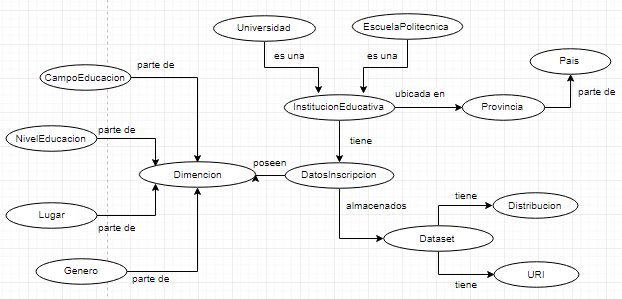 Universidad
EscuelaPolitecnica
es una
es una
Pais
parte de
CampoEducacion
InstitucionEducativa
ubicada en
Provincia
parte de
parte de
NivelEducacion
tiene
poseen
Dimencion
DatosInscripcion
almacenados
tiene
Distribucion
Lugar
parte de
Dataset
Genero
parte de
tiene
URI